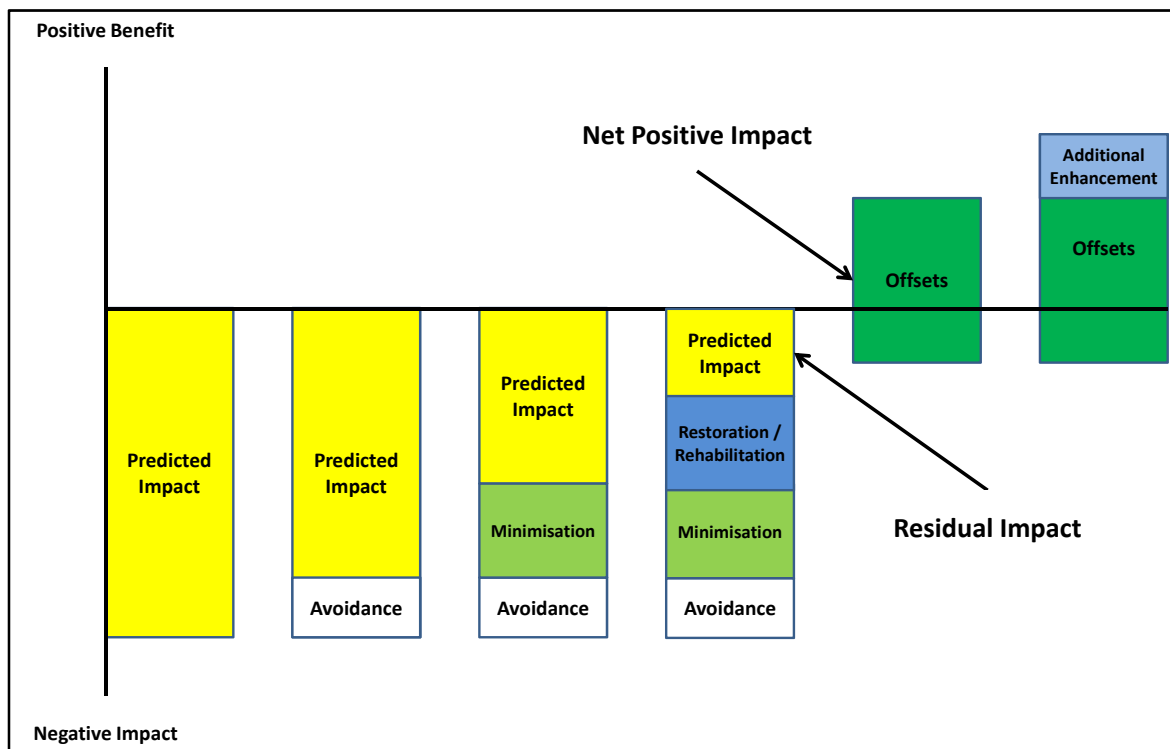 Positive Benefit
Net Positive Impact
Additional
Enhancement
Offsets
Offsets
Predicted
Impact
Predicted
Impact
Avoidance
Predicted
Impact
Minimisation
Avoidance
Predicted
Impact
Restoration /
Rehabilitation
Minimisation
Avoidance
Residual Impact
Negative Impact